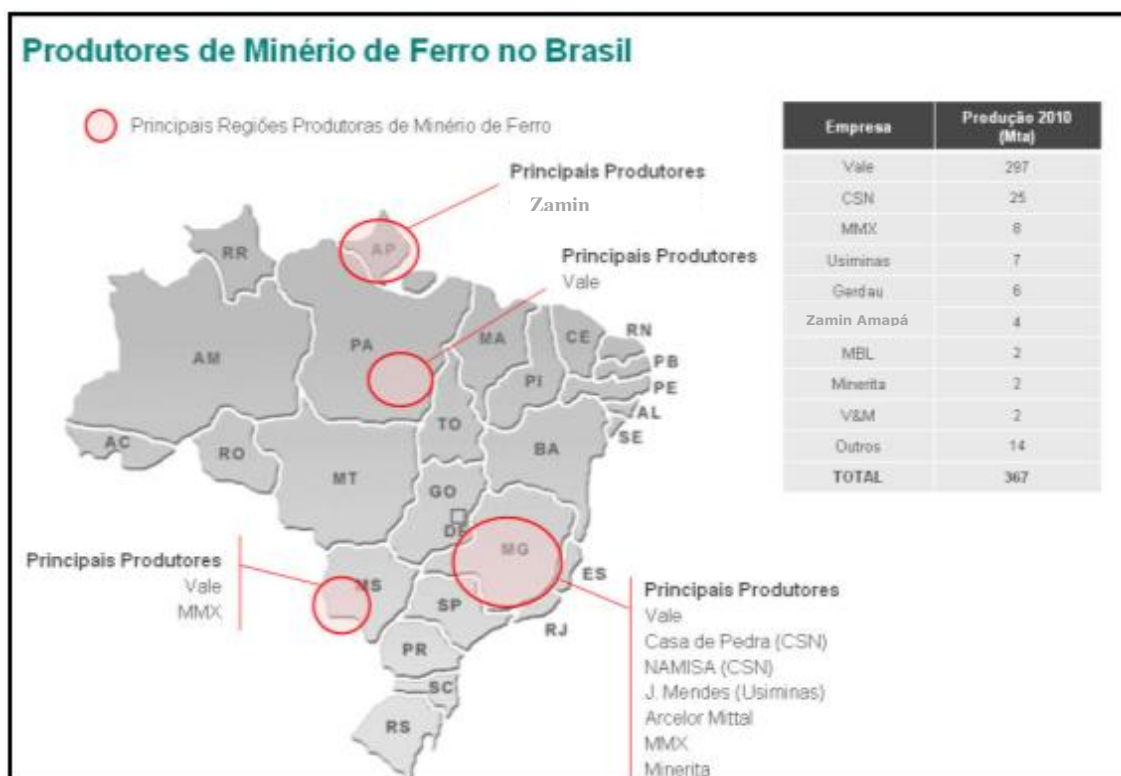 Produtores de Minério de Ferro no Brasil
Principais Regiões Produtoras de Minério de Ferro
Principais Produtores
Zamin
Principais Produtores
Vale
RR
AP
AM
PA
MA
CE
RN
PB
PE
AL
SE
PI
TO
BA
AC
RO
MT
GO
DF
MG
ES
MS
SP
RJ
PR
SC
RS
Principais Produtores
Vale
MMX
Principais Produtores
Vale
Casa de Pedra (CSN)
NAMISA (CSN)
J. Mendes (Usiminas)
Arcelor Mittal
MMX
Minerita
Empresa Produção 2010 (Mta)
Vale 297
CSN 25
MMX 8
Usiminas 7
Gerdau 6
Zamin Amapá 4
MBL 2
Minerita 2
V&M 2
Outros 14
TOTAL 367